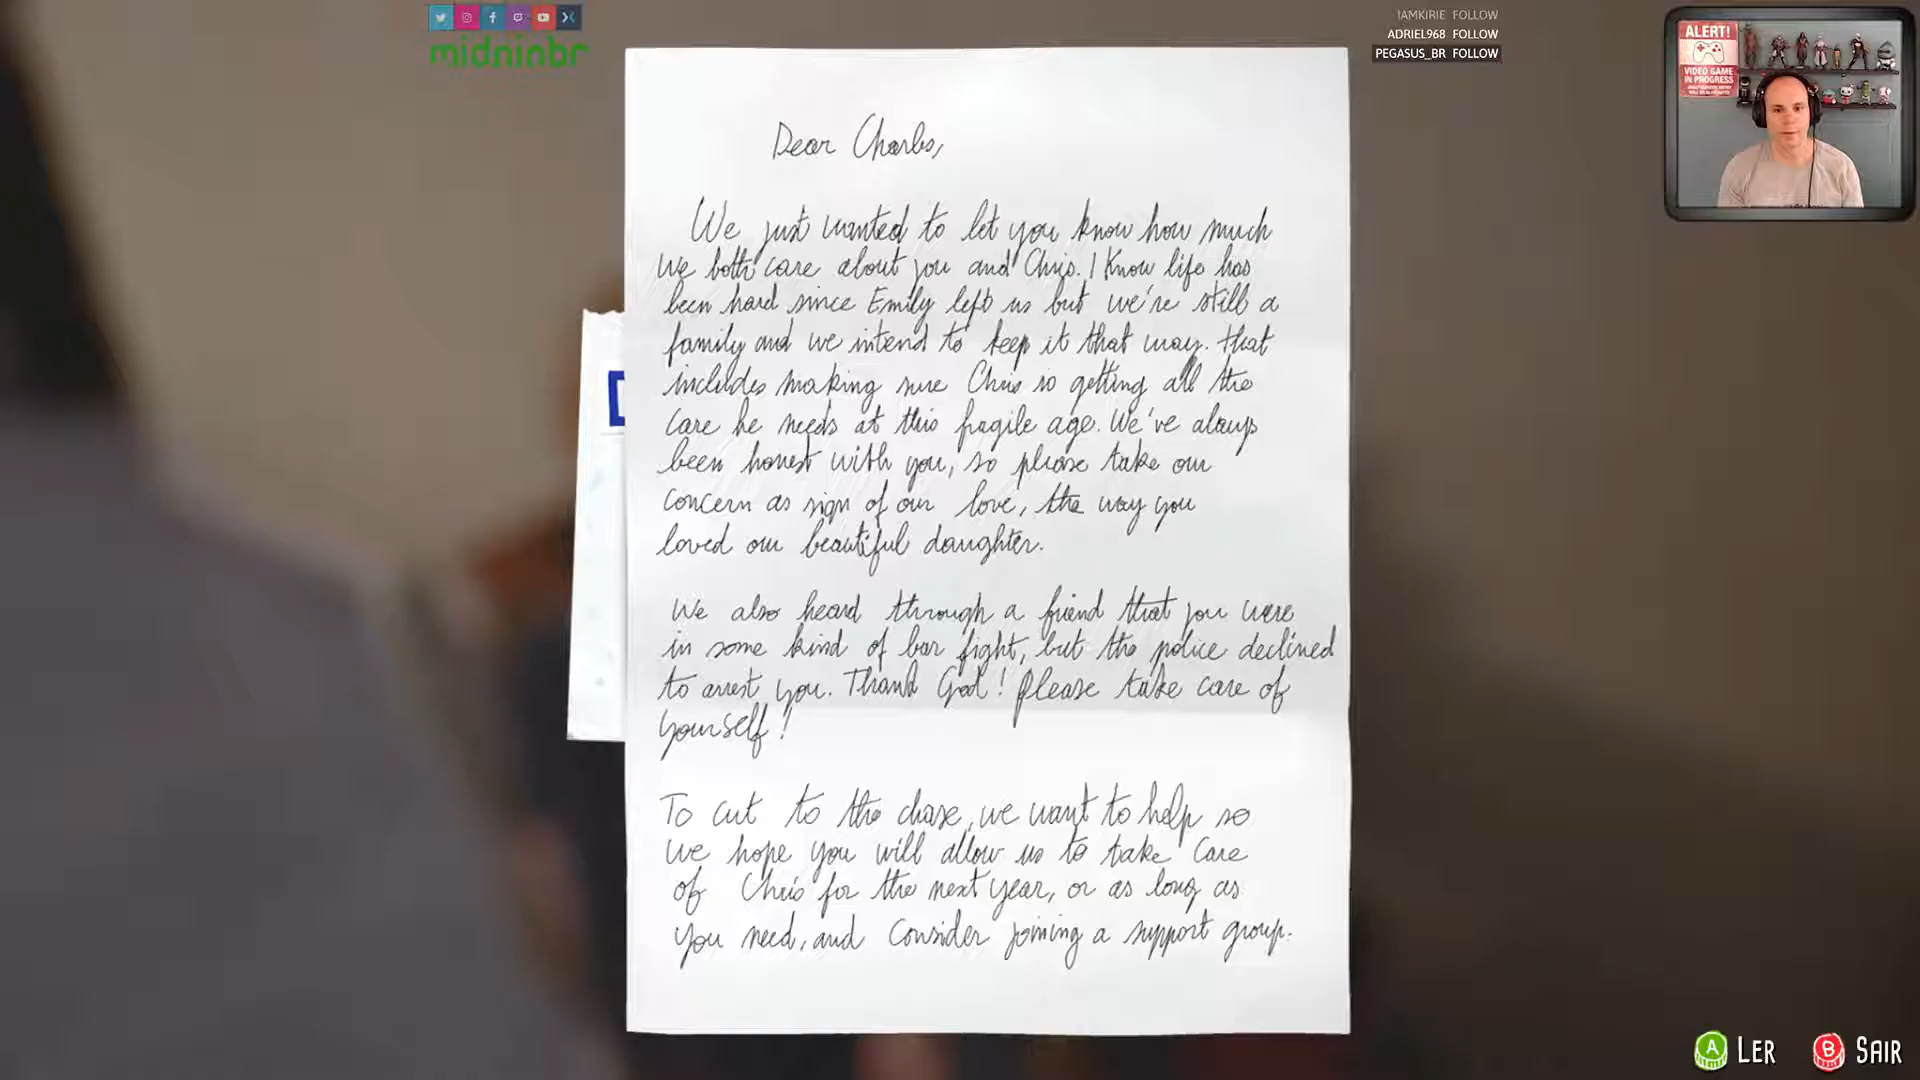 midninbr
IAMKIRIE FOLLOW
ADRIEL968 FOLLOW
PEGASUS_BR FOLLOW
ALERT!
VIDEO GAME
IN PROGRESS
Dear Charles,
We just wanted to let you know how much
we both care about you and Chris. I know life has
been hard since Emily left us but we're still a
family and we intend to keep it that way. That
includes making sure Chris is getting all the
care he needs at this fragile age. We've always
been honest with you, so please take our
concern as sign of our love, the way you
loved our beautiful daughter.
We also heard through a friend that you were
in some kind of bar fight, but the police declined
to arrest you. Thank God! Please take care of
yourself!
To cut to the chase, we want to help so
we hope you will allow us to take care
of Chris for the next year, or as long as
you need, and consider joining a support group.
A LER B SAIR